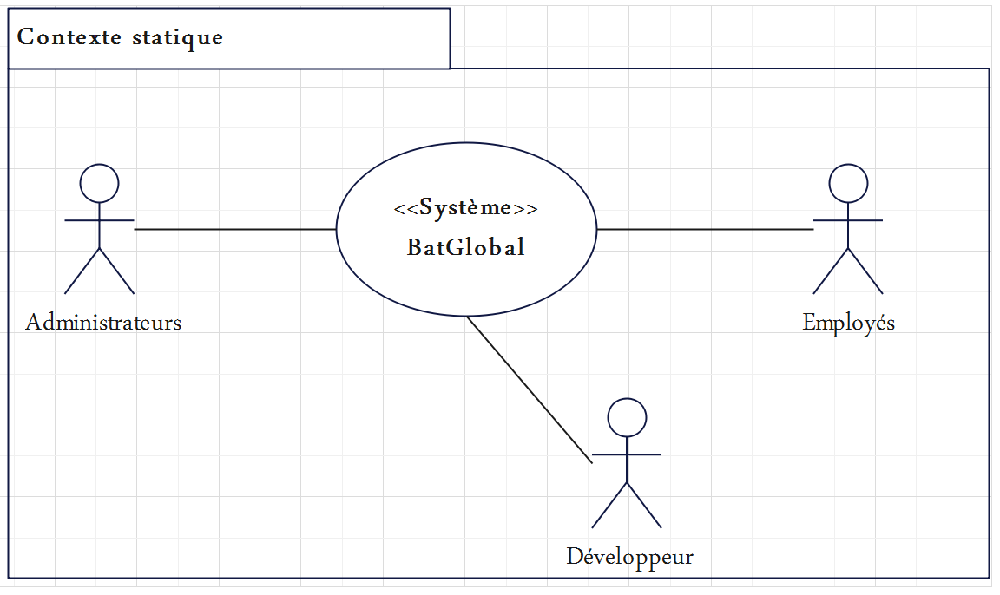 Contexte statique
<<Système>>
BatGlobal
Administrateurs
Employés
Développeur